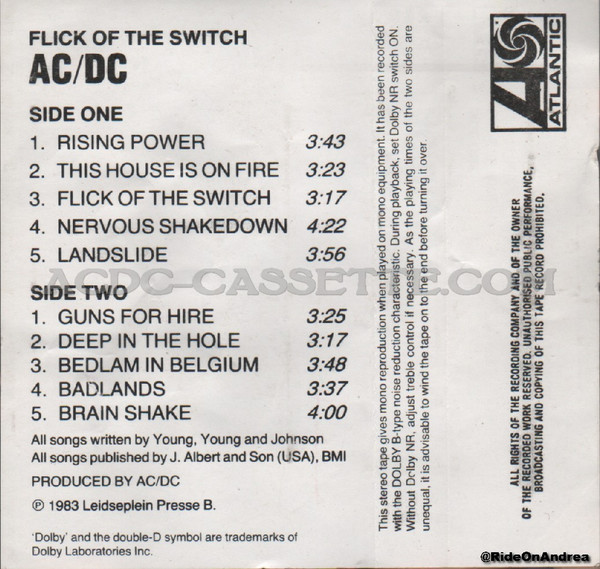 FLICK OF THE SWITCH
AC/DC
SIDE ONE
1. RISING POWER 3:43
2. THIS HOUSE IS ON FIRE 3:23
3. FLICK OF THE SWITCH 3:17
4. NERVOUS SHAKEDOWN 4:22
5. LANDSLIDE 3:56
ACDC-CASSETTE.COM
SIDE TWO
1. GUNS FOR HIRE 3:25
2. DEEP IN THE HOLE 3:17
3. BEDLAM IN BELGIUM 3:48
4. BADLANDS 3:37
5. BRAIN SHAKE 4:00
All songs written by Young, Young and Johnson
All songs published by J. Albert and Son (USA), BMI
PRODUCED BY AC/DC
℗ 1983 Leidseplein Presse B.
'Dolby' and the double-D symbol are trademarks of
Dolby Laboratories Inc.
This stereo tape gives mono reproduction when played on mono equipment. It has been recorded
with the DOLBY B-type noise reduction characteristic. During playback, set Dolby NR switch ON.
Without Dolby NR, adjust treble control if necessary. As the playing times of the two sides are
unequal, it is advisable to wind the tape on to the end before turning it over.
ATLANTIC
ALL RIGHTS OF THE RECORDING COMPANY AND OF THE OWNER
OF THE RECORDED WORK RESERVED. UNAUTHORISED PUBLIC PERFORMANCE,
BROADCASTING AND COPYING OF THIS TAPE RECORD PROHIBITED.
@RideOnAndrea